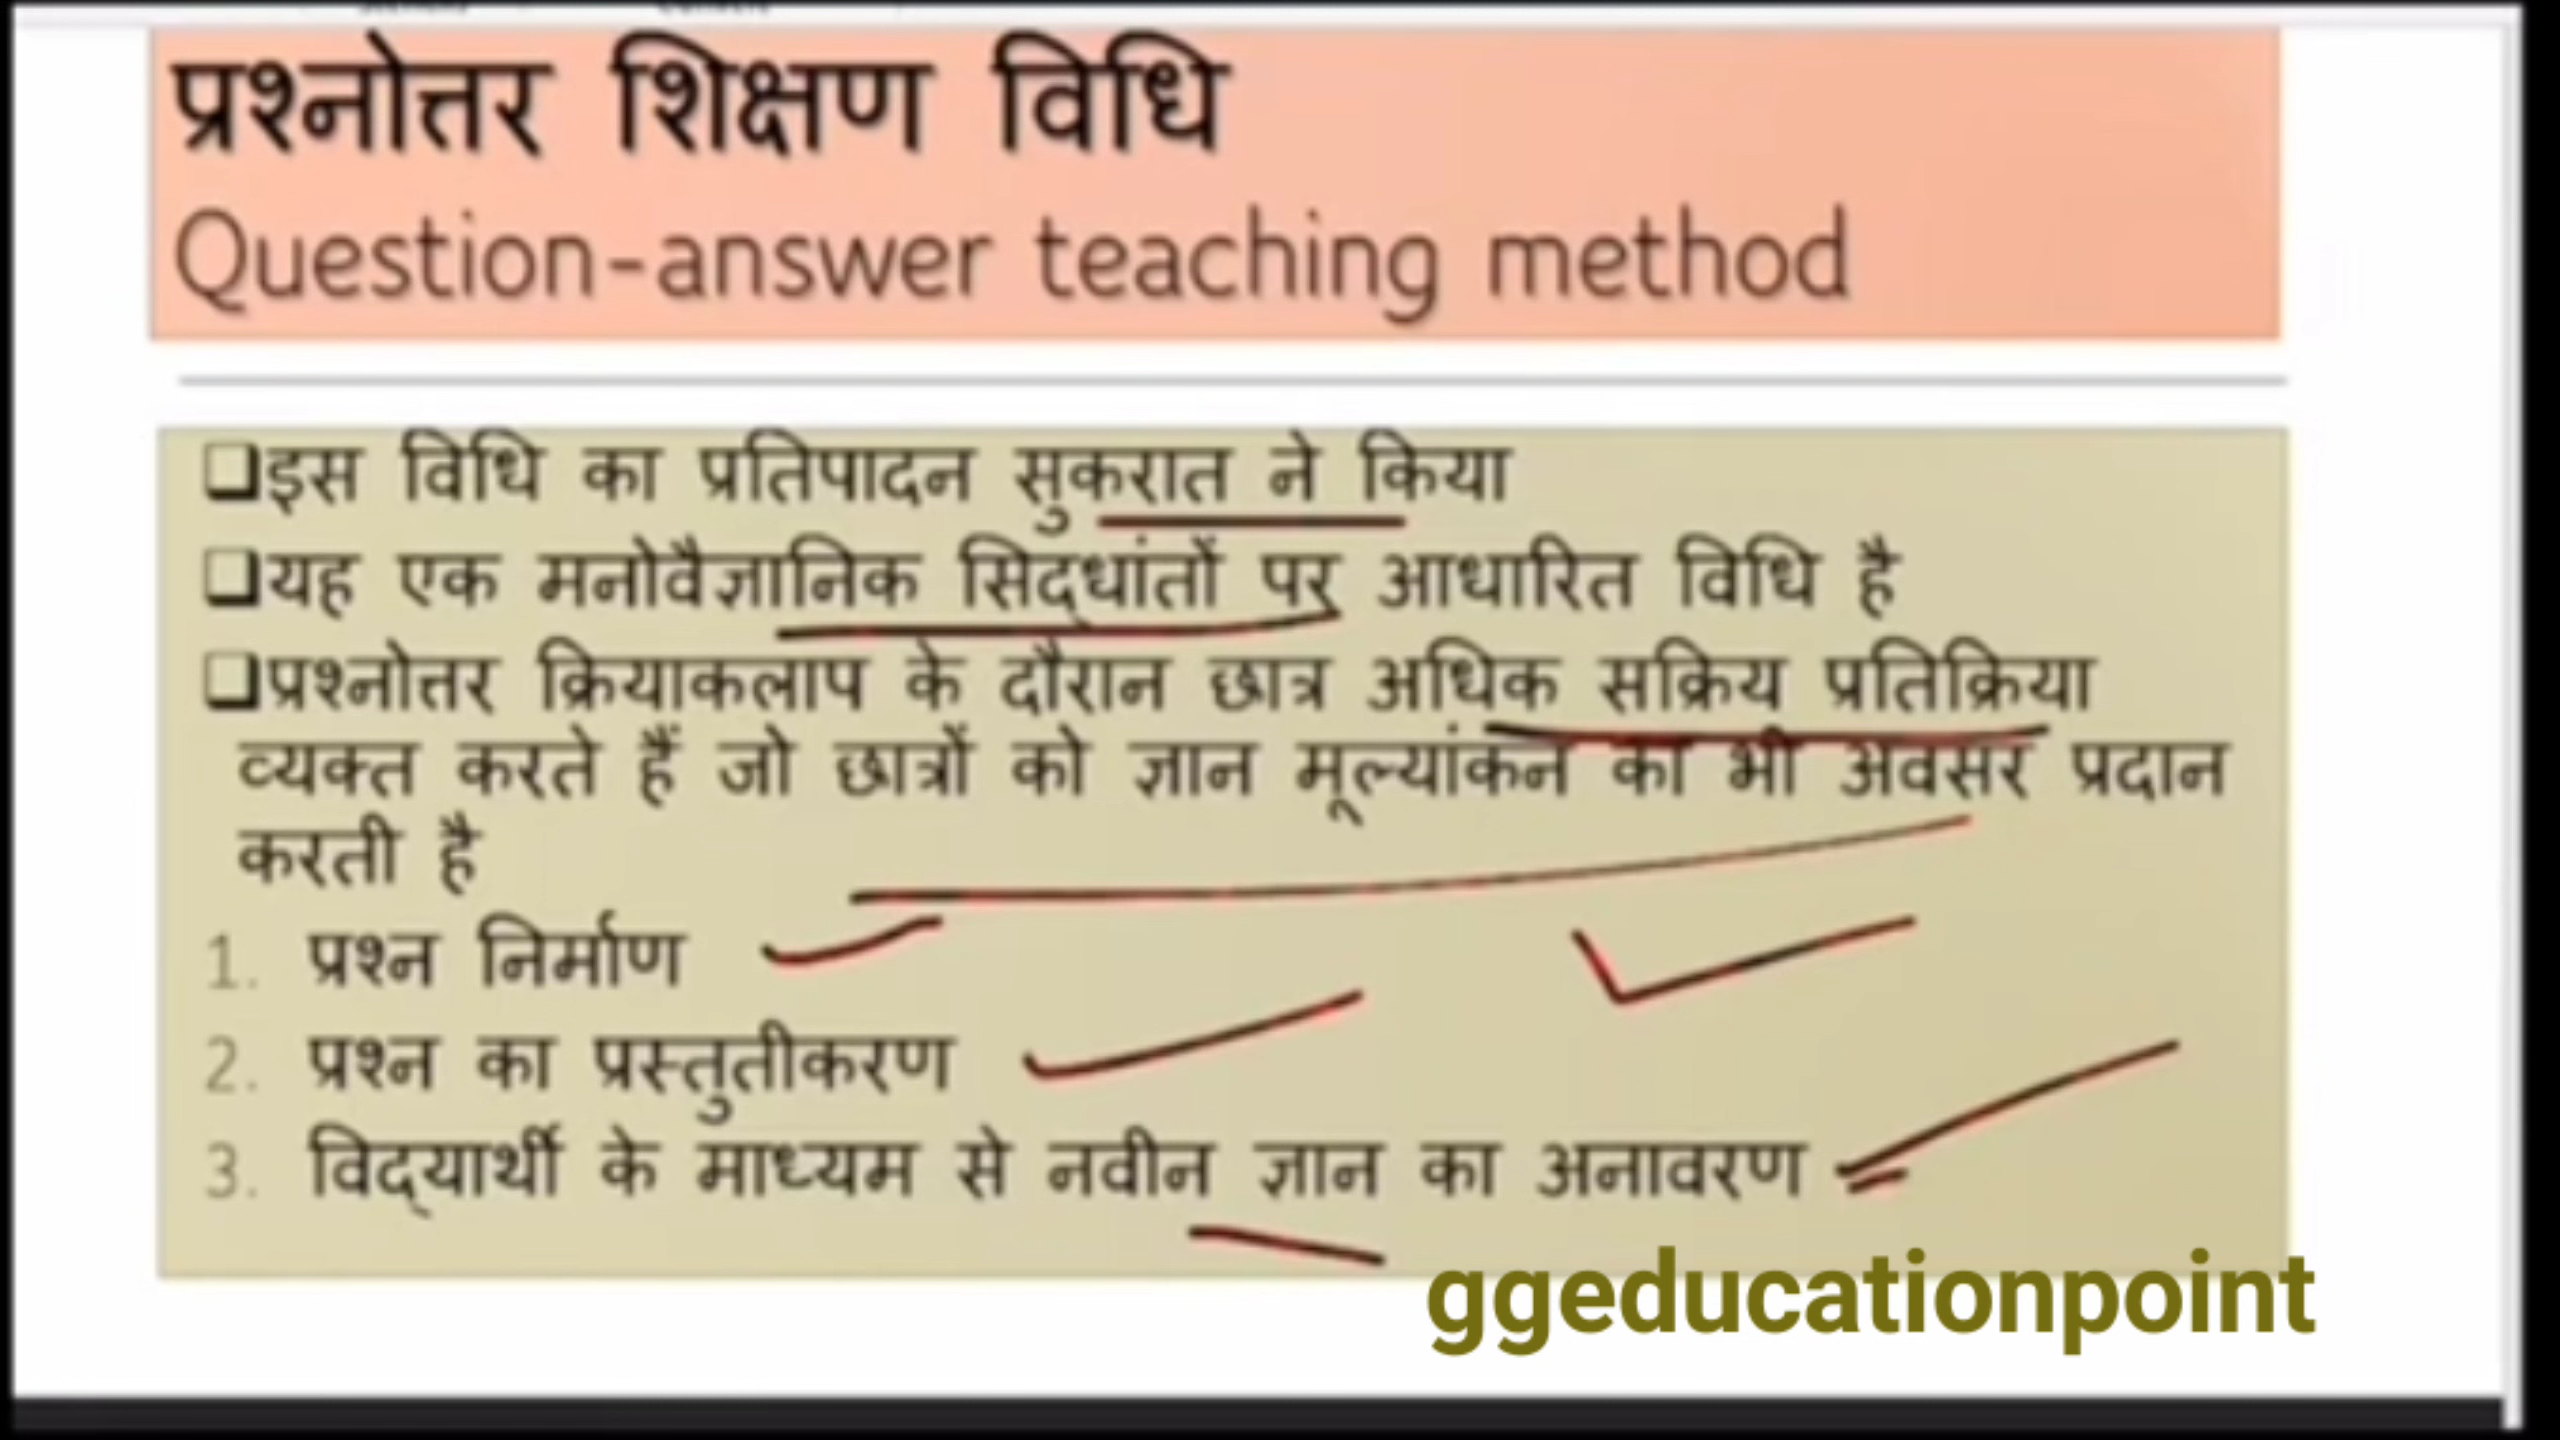 प्रश्नोत्तर शिक्षण विधि
Question-answer teaching method
❑इस विधि का प्रतिपादन सुकरात ने किया
❑यह एक मनोवैज्ञानिक सिद्धांतों पर आधारित विधि है
❑प्रश्नोत्तर क्रियाकलाप के दौरान छात्र अधिक सक्रिय प्रतिक्रिया
व्यक्त करते हैं जो छात्रों को ज्ञान मूल्यांकन का भी अवसर प्रदान
करती है
1. प्रश्न निर्माण
2. प्रश्न का प्रस्तुतीकरण
3. विद्यार्थी के माध्यम से नवीन ज्ञान का अनावरण
ggeducationpoint